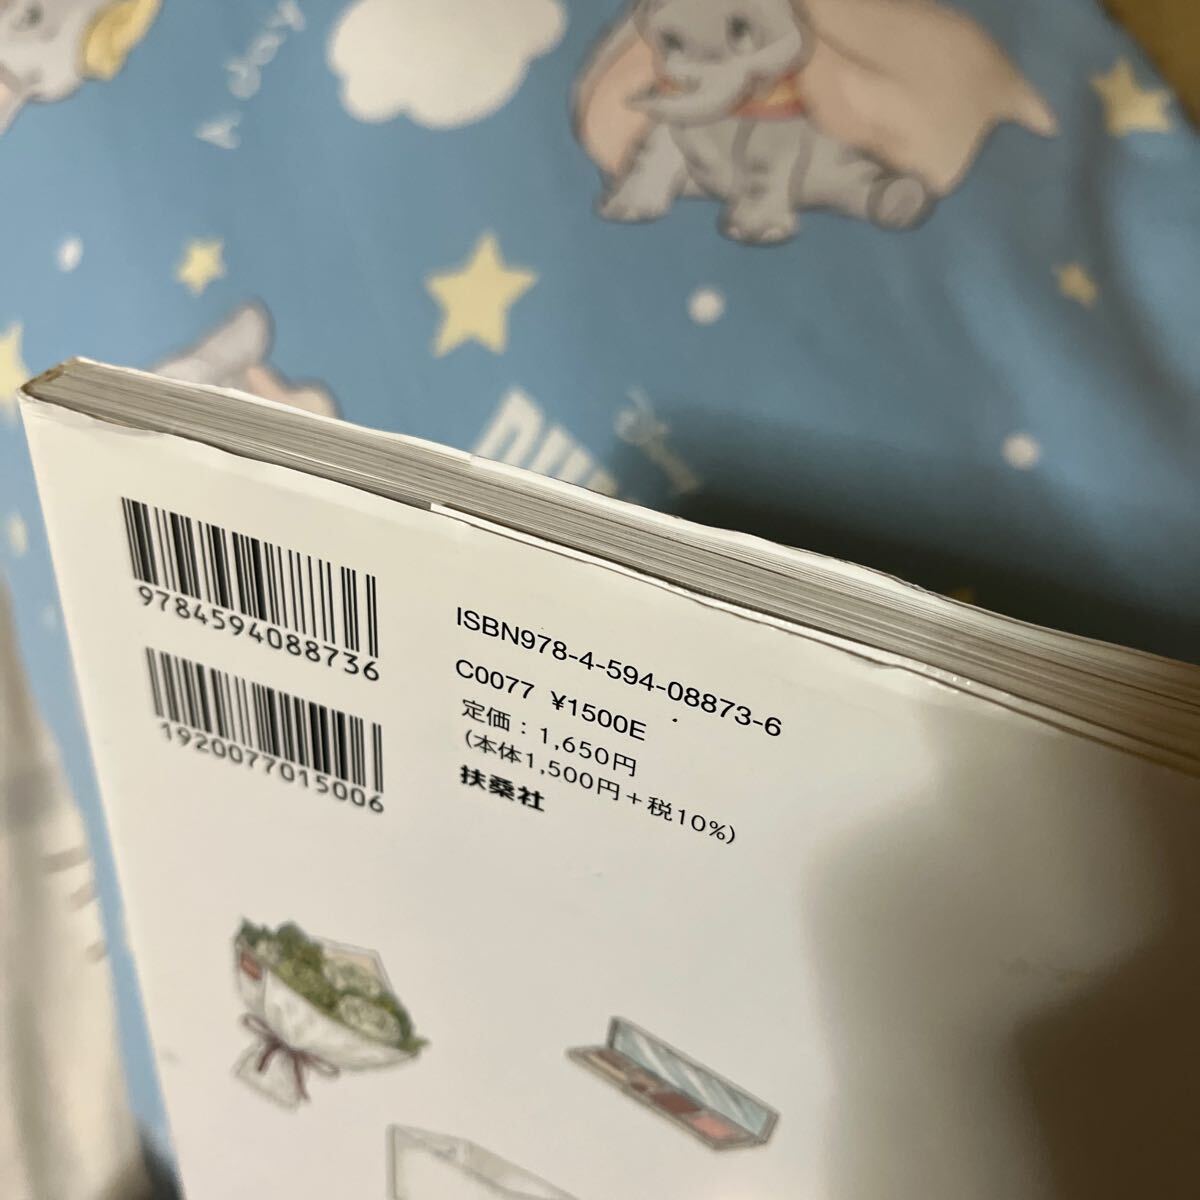 A day
9784594088736
1920077015006
ISBN978-4-594-08873-6
C0077 ¥1500E
定価：1,650円
（本体1,500円＋税10%）
扶桑社